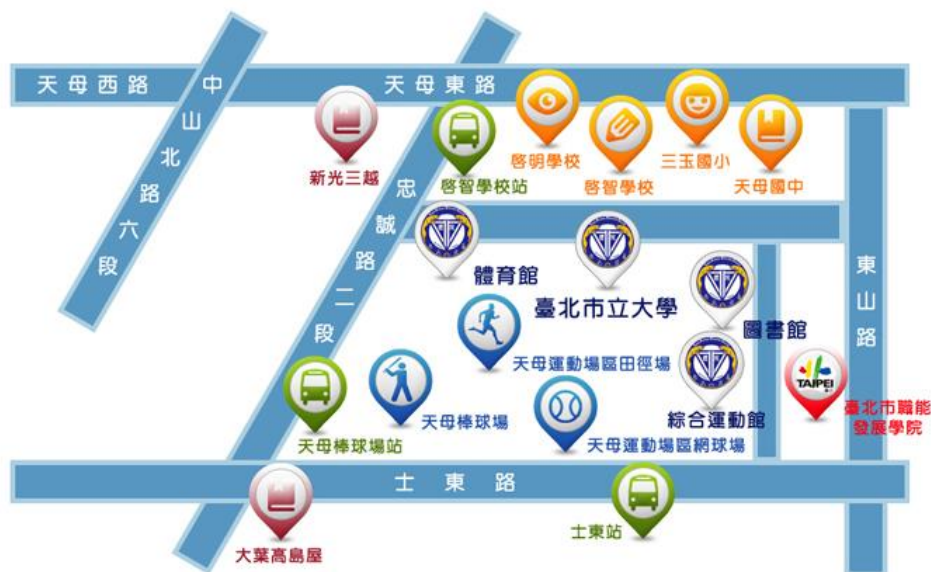 天母西路
天母東路
中山北路六段
忠誠路二段
東山路
新光三越
啓智學校站
啓明學校
啓智學校
三玉國小
天母國中
體育館
臺北市立大學
圖書館
天母運動場區田徑場
TAIPEI
臺北市職能
發展學院
綜合運動館
天母棒球場站
天母棒球場
天母運動場區網球場
士東路
大葉高島屋
士東站